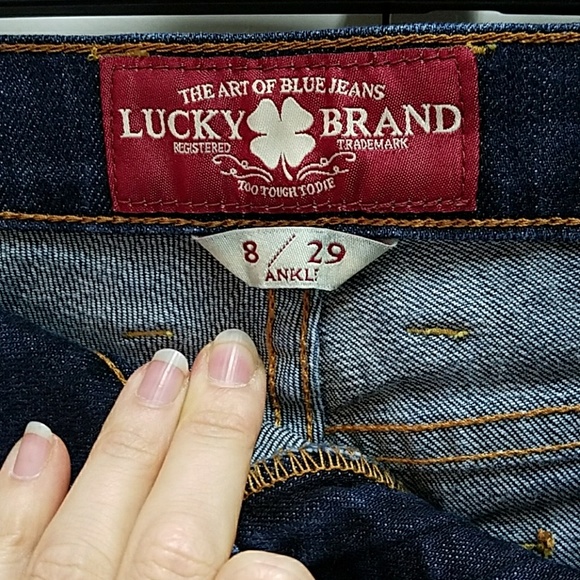 THE ART OF BLUE JEANS
LUCKY BRAND
REGISTERED TRADEMARK
TOO TOUGH TO DIE
8 / 29
ANKLE